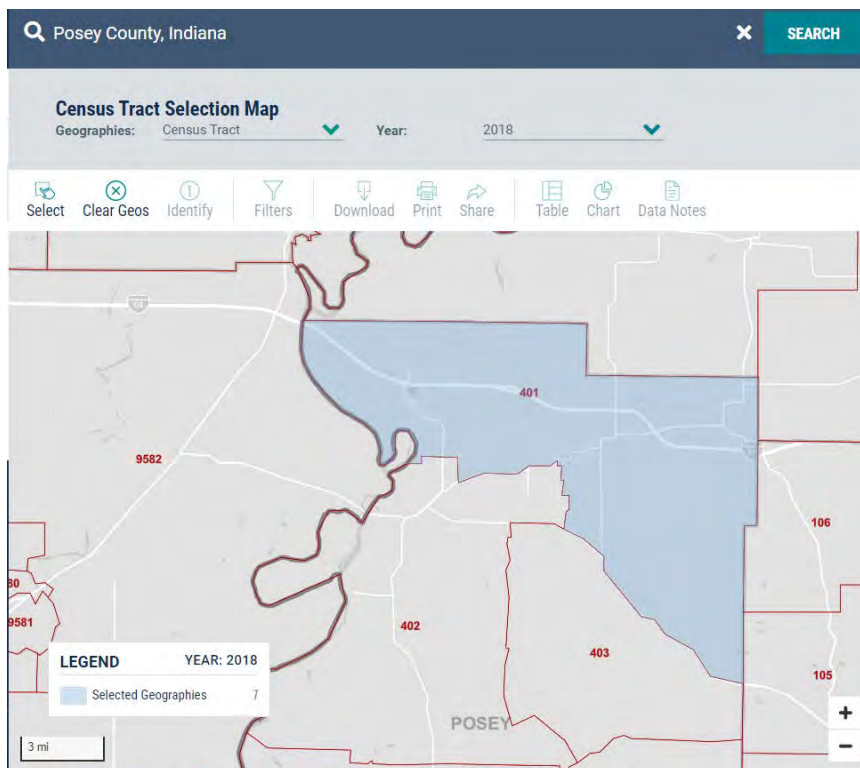 Posey County, Indiana
SEARCH
Census Tract Selection Map
Geographies: Census Tract Year: 2018
Select Clear Geos Identify Filters Download Print Share Table Chart Data Notes
64
401
9582
106
80
9581
402
403
105
LEGEND YEAR: 2018
Selected Geographies 7
POSEY
3 mi
+
−